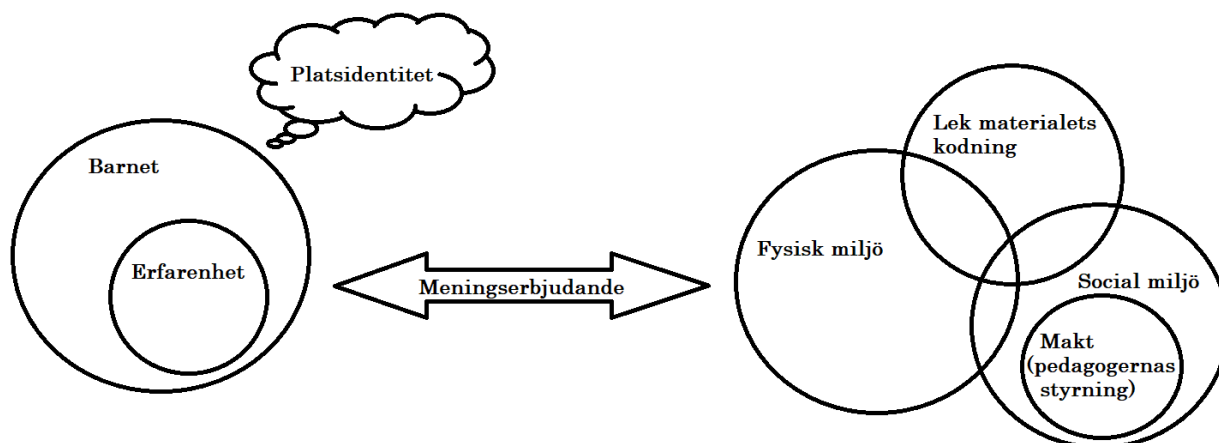 Platsidentitet
Barnet
Erfarenhet
Meningserbjudande
Lek materialets
kodning
Fysisk miljö
Social miljö
Makt
(pedagogernas
styrning)